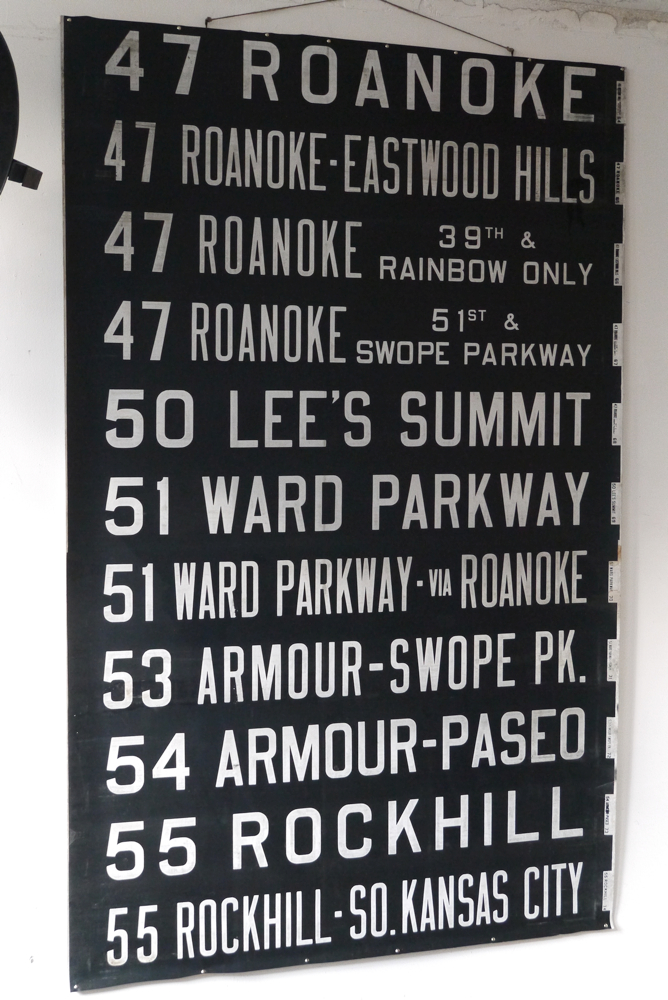 47 ROANOKE
47 ROANOKE-EASTWOOD HILLS
47 ROANOKE 39TH & RAINBOW ONLY
47 ROANOKE 51ST & SWOPE PARKWAY
50 LEE'S SUMMIT
51 WARD PARKWAY
51 WARD PARKWAY-VIA ROANOKE
53 ARMOUR-SWOPE PK.
54 ARMOUR-PASEO
55 ROCKHILL
55 ROCKHILL-SO. KANSAS CITY